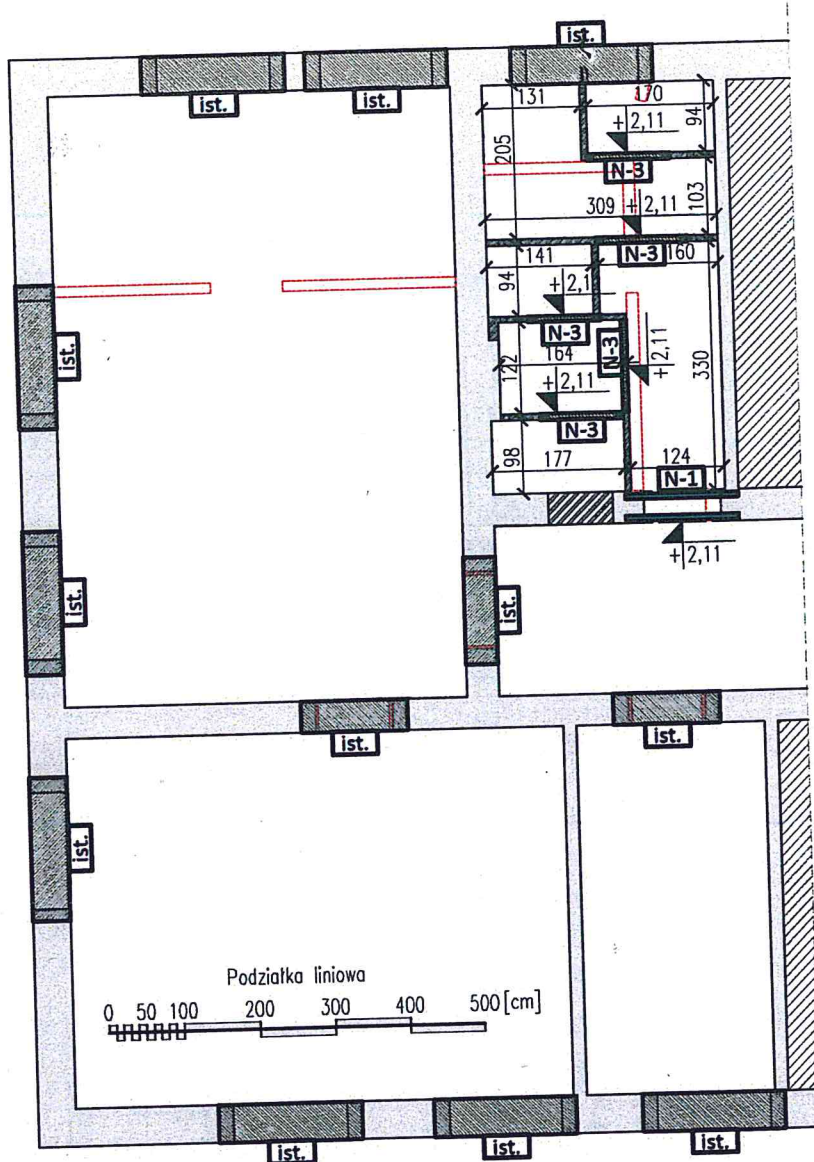 ist.
ist.
ist.
131
170
94
+2,11
205
N-3
103
309
+2,11
N-3
141
160
94
+2,1
N-3
N-3
164
122
+2,11
+2,11
330
N-3
98
177
124
N-1
+2,11
ist.
ist.
ist.
ist.
ist.
ist.
Podziałka liniowa
0 50 100 200 300 400 500 [cm]
ist.
ist.
ist.